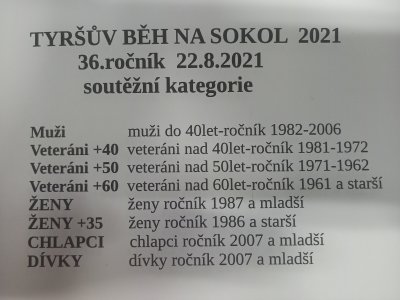 TYRŠŮV BĚH NA SOKOL 2021
36.ročník 22.8.2021
soutěžní kategorie
Muži muži do 40let-ročník 1982-2006
Veteráni +40 veteráni nad 40let-ročník 1981-1972
Veteráni +50 veteráni nad 50let-ročník 1971-1962
Veteráni +60 veteráni nad 60let-ročník 1961 a starší
ŽENY ženy ročník 1987 a mladší
ŽENY +35 ženy ročník 1986 a starší
CHLAPCI chlapci ročník 2007 a mladší
DÍVKY dívky ročník 2007 a mladší